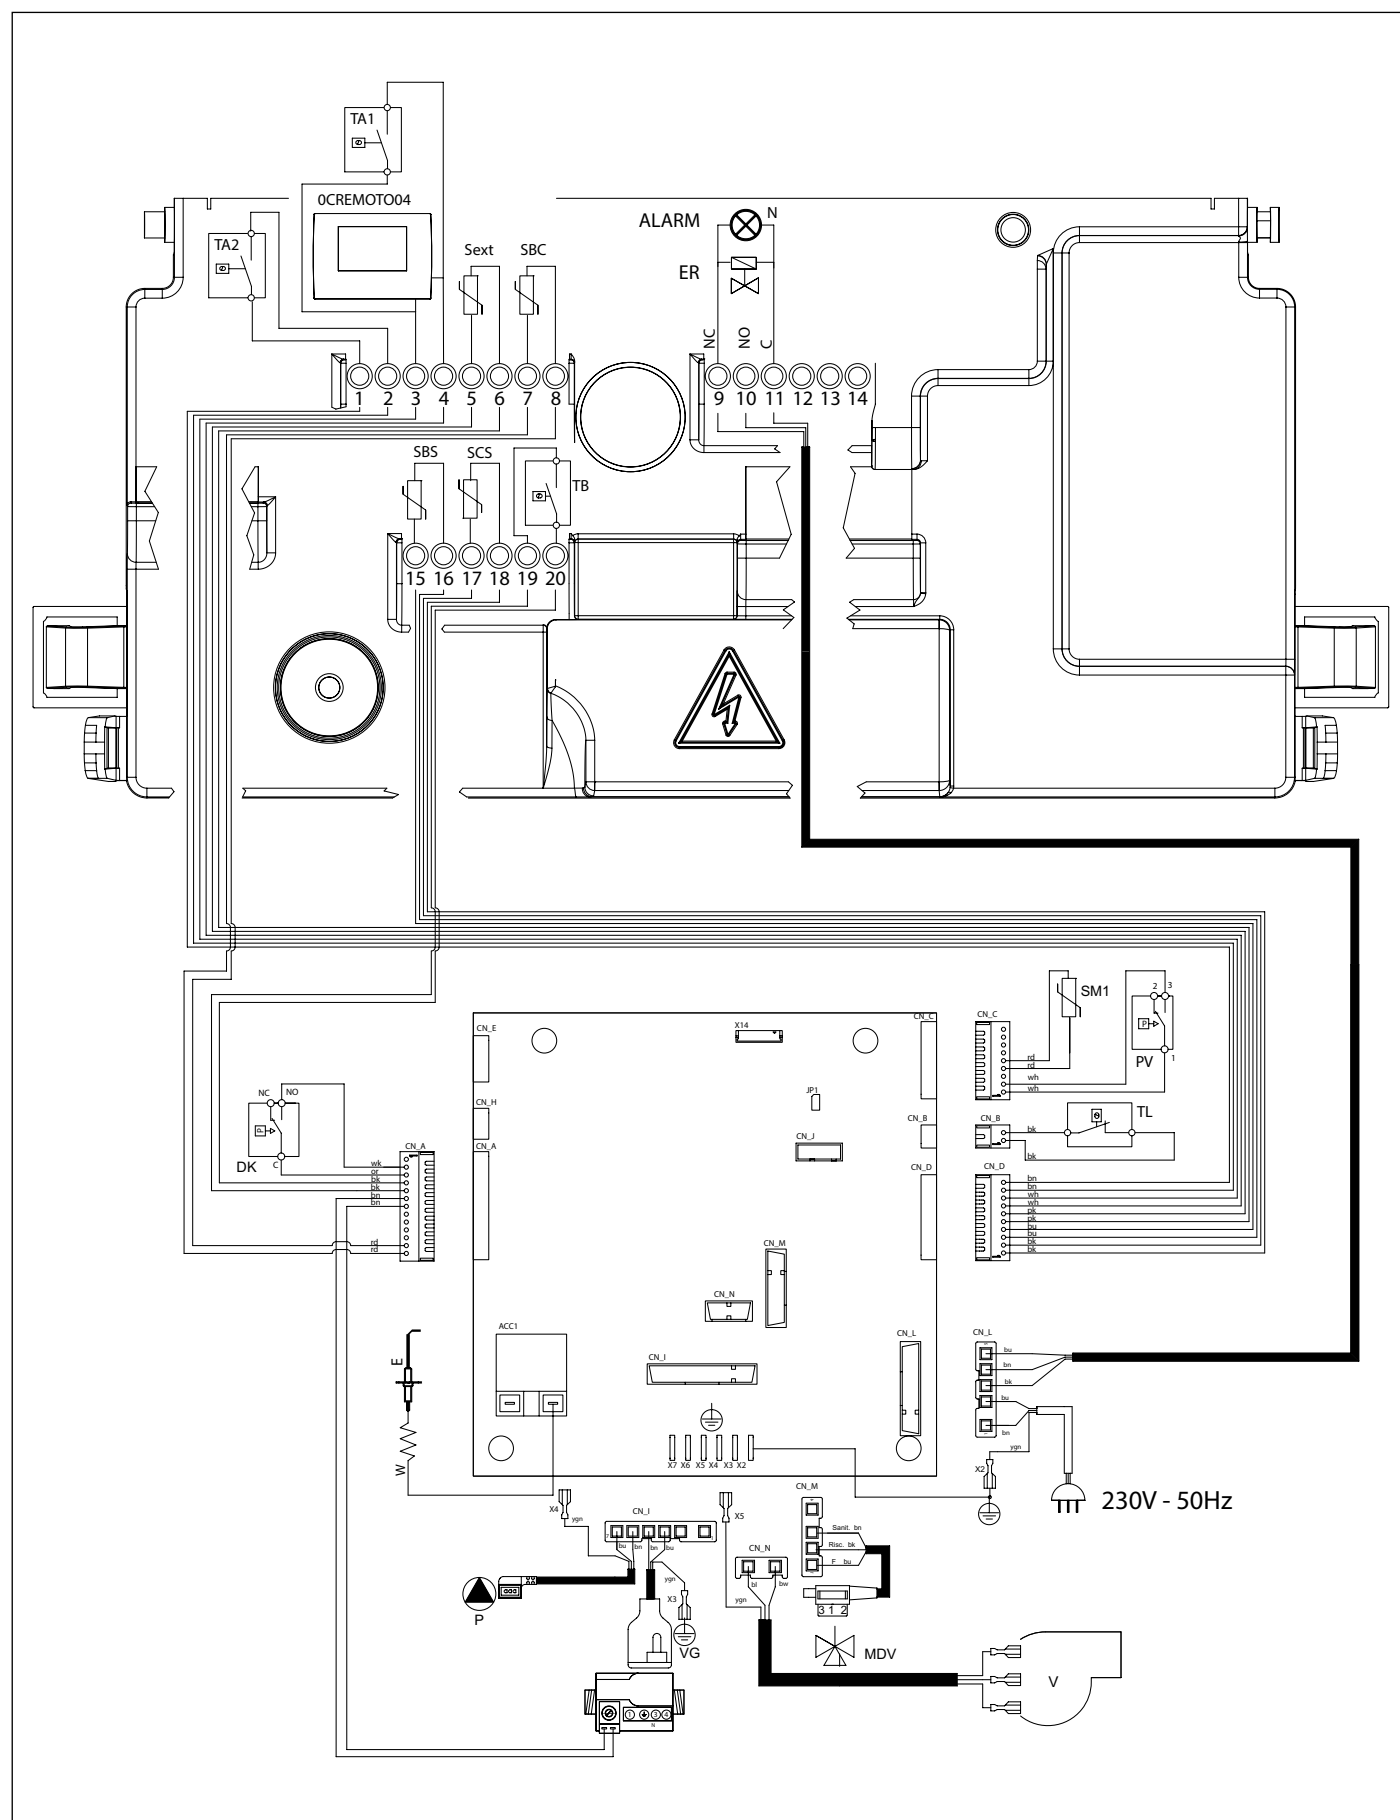 TA1
0CREMOTO04
TA2
Sext
SBC
ALARM
N
ER
NC
NO
C
1 2 3 4 5 6 7 8
9 10 11 12 13 14
SBS
SCS
TB
15 16 17 18 19 20
CN_E
X14
CN_C
CN_C
SM1
2 3
PV
1
rd
rd
wh
wh
P
JP1
CN_H
CN_B
CN_B
bk
bk
TL
CN_J
NC
NO
P
DK
C
CN_A
CN_A
CN_D
CN_D
wk
or
bk
bk
bn
bn
rd
rd
bn
bn
wh
wh
pk
pk
bu
bu
bk
bk
CN_M
CN_N
ACC1
CN_I
CN_L
CN_L
bu
bn
bk
bu
bn
ygn
E
W
X7 X6 X5 X4 X3 X2
X2
230V - 50Hz
X4
ygn
CN_I
bu bn bn bu
X5
ygn
CN_M
Sanit. bn
Risc. bk
F bu
CN_N
bl
bw
ygn
X3
P
VG
3 1 2
MDV
V
1
3 4
N